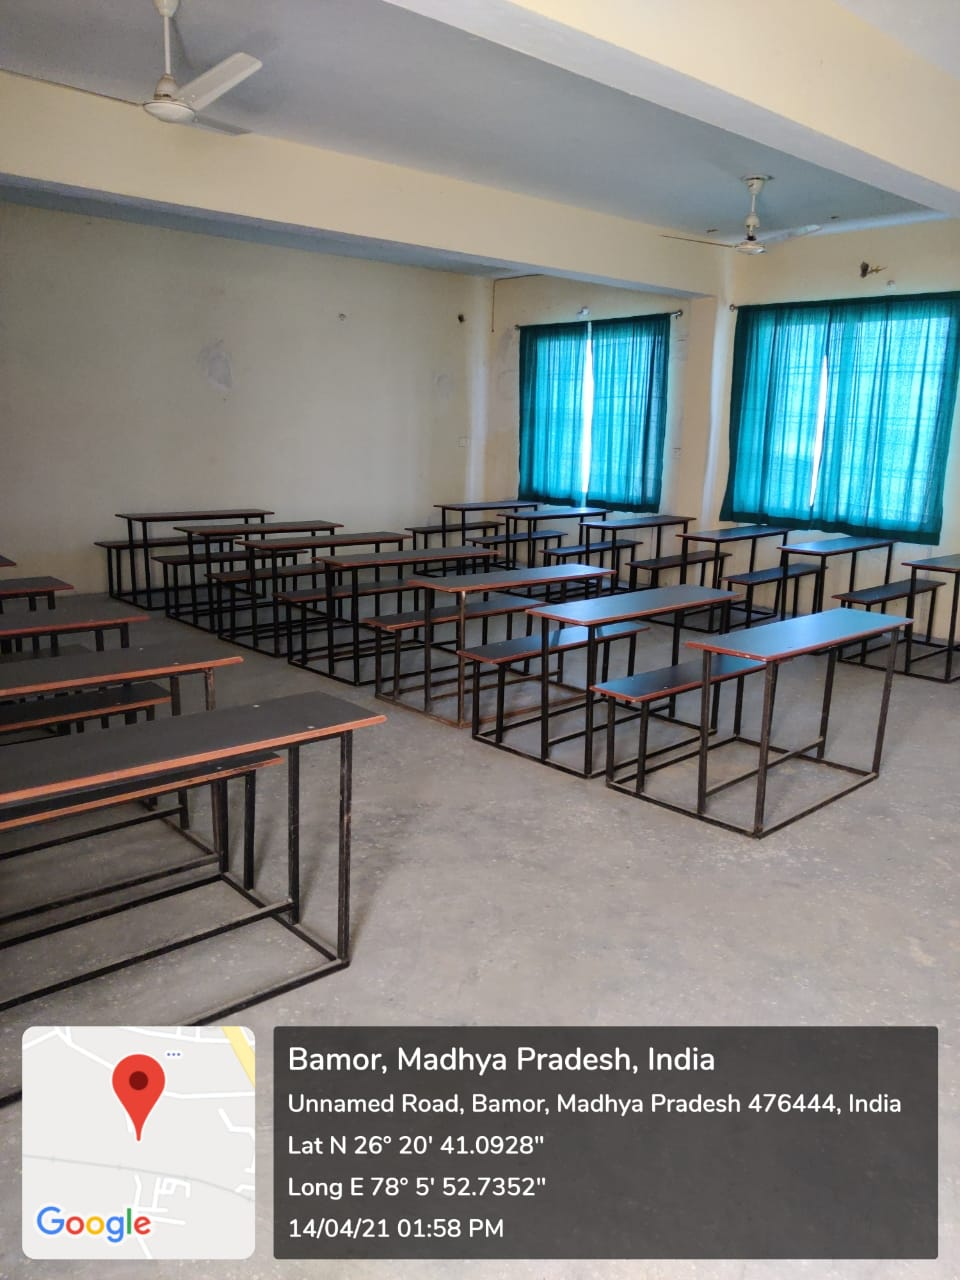 Google
Bamor, Madhya Pradesh, India
Unnamed Road, Bamor, Madhya Pradesh 476444, India
Lat N 26° 20' 41.0928"
Long E 78° 5' 52.7352"
14/04/21 01:58 PM